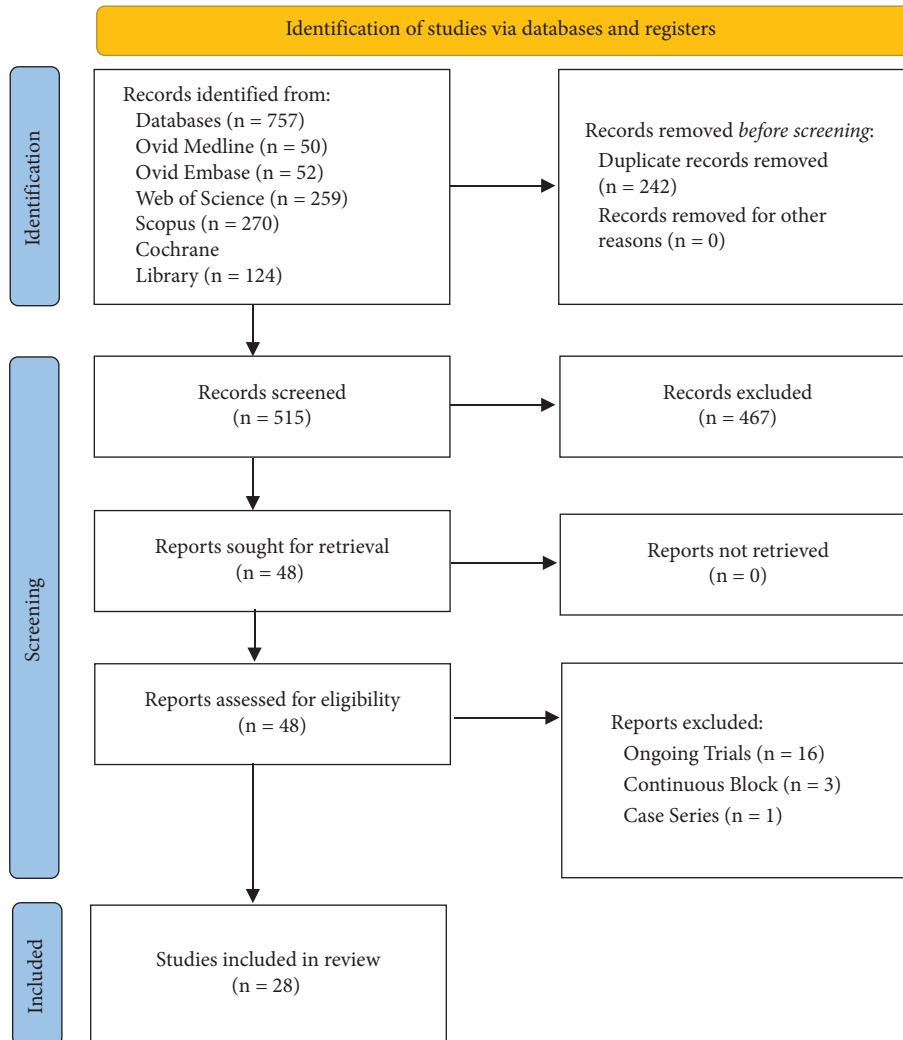 Identification of studies via databases and registers
Identification
Records identified from:
Databases (n = 757)
Ovid Medline (n = 50)
Ovid Embase (n = 52)
Web of Science (n = 259)
Scopus (n = 270)
Cochrane
Library (n = 124)
Records removed before screening:
Duplicate records removed
(n = 242)
Records removed for other
reasons (n = 0)
Screening
Records screened
(n = 515)
Records excluded
(n = 467)
Reports sought for retrieval
(n = 48)
Reports not retrieved
(n = 0)
Reports assessed for eligibility
(n = 48)
Reports excluded:
Ongoing Trials (n = 16)
Continuous Block (n = 3)
Case Series (n = 1)
Included
Studies included in review
(n = 28)